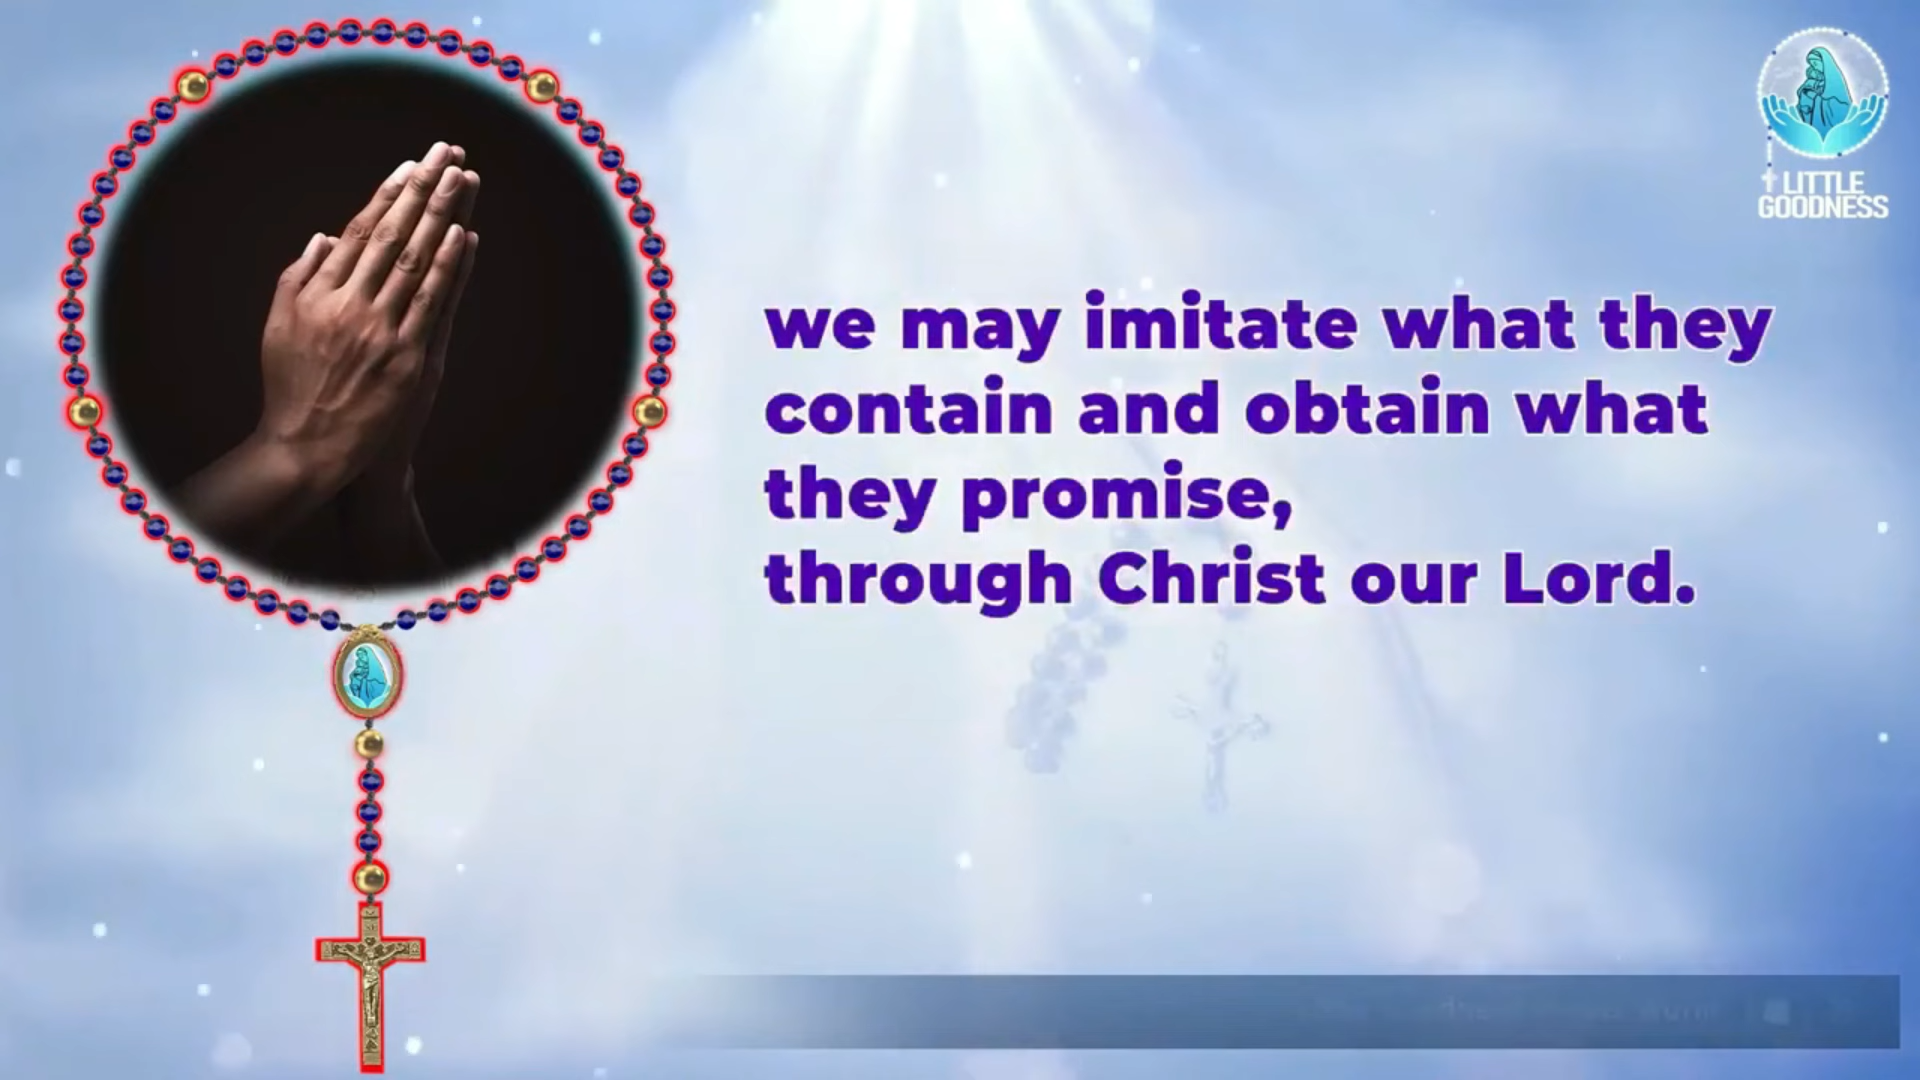 LITTLE
GOODNESS
we may imitate what they
contain and obtain what
they promise,
through Christ our Lord.